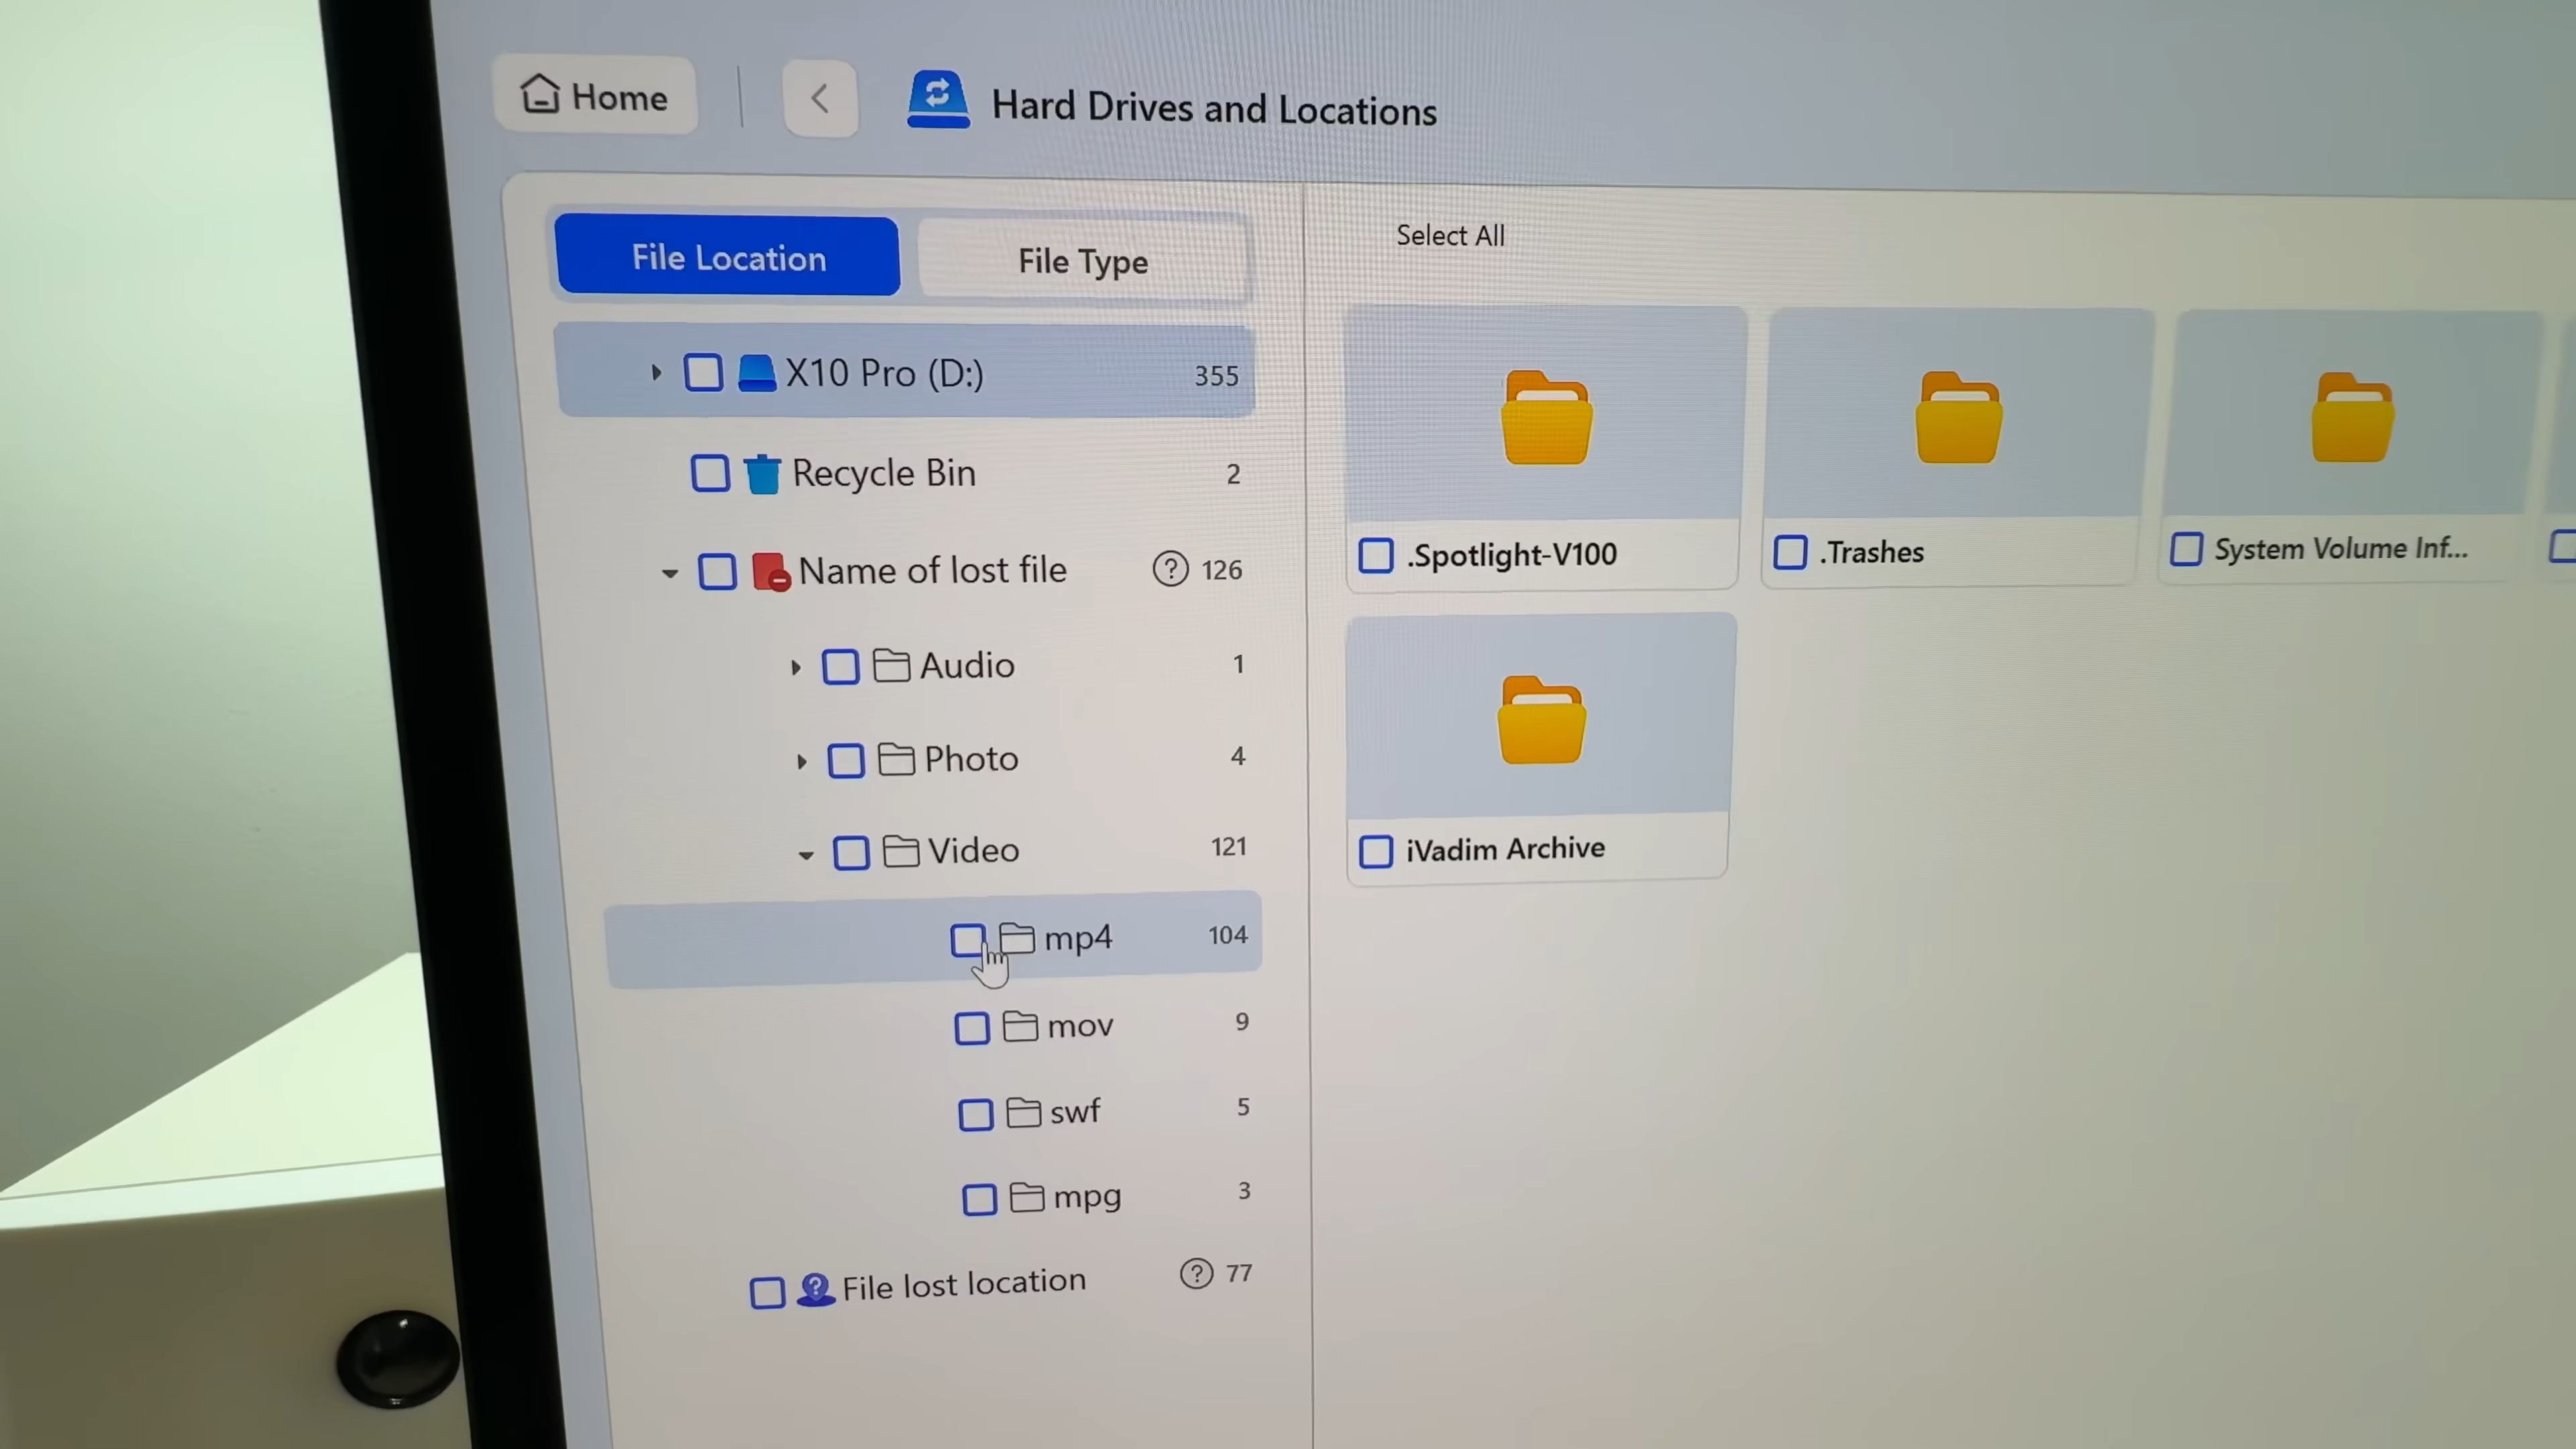 Home
Hard Drives and Locations
File Location
File Type
X10 Pro (D:) 355
Recycle Bin 2
Name of lost file ? 126
Audio 1
Photo 4
Video 121
mp4 104
mov 9
swf 5
mpg 3
? File lost location ? 77
Select All
.Spotlight-V100
.Trashes
System Volume Inf...
iVadim Archive